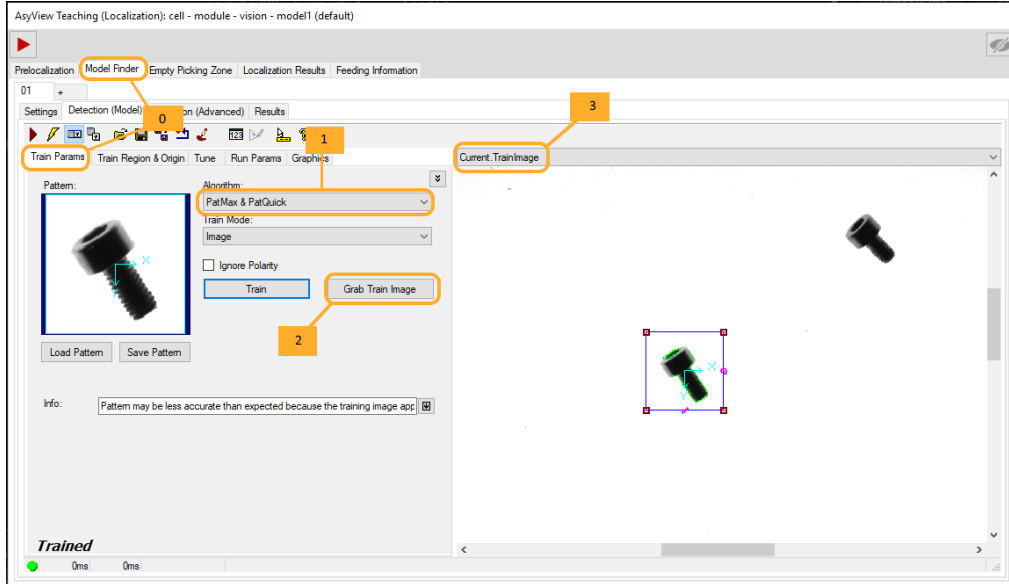 AsyView Teaching (Localization): cell - module - vision - model1 (default)
Prelocalization Model Finder Empty Picking Zone Localization Results Feeding Information
01 +
Settings Detection (Model) on (Advanced) Results
0
3
1
123
Train Params Train Region & Origin Tune Run Params Graphics
Current.TrainImage
Pattern: Algorithm:
PatMax & PatQuick
Train Mode:
Image
X
Y
Ignore Polarity
Train Grab Train Image
2
Load Pattern Save Pattern
X
Y
Info: Pattern may be less accurate than expected because the training image app
Trained
0ms 0ms